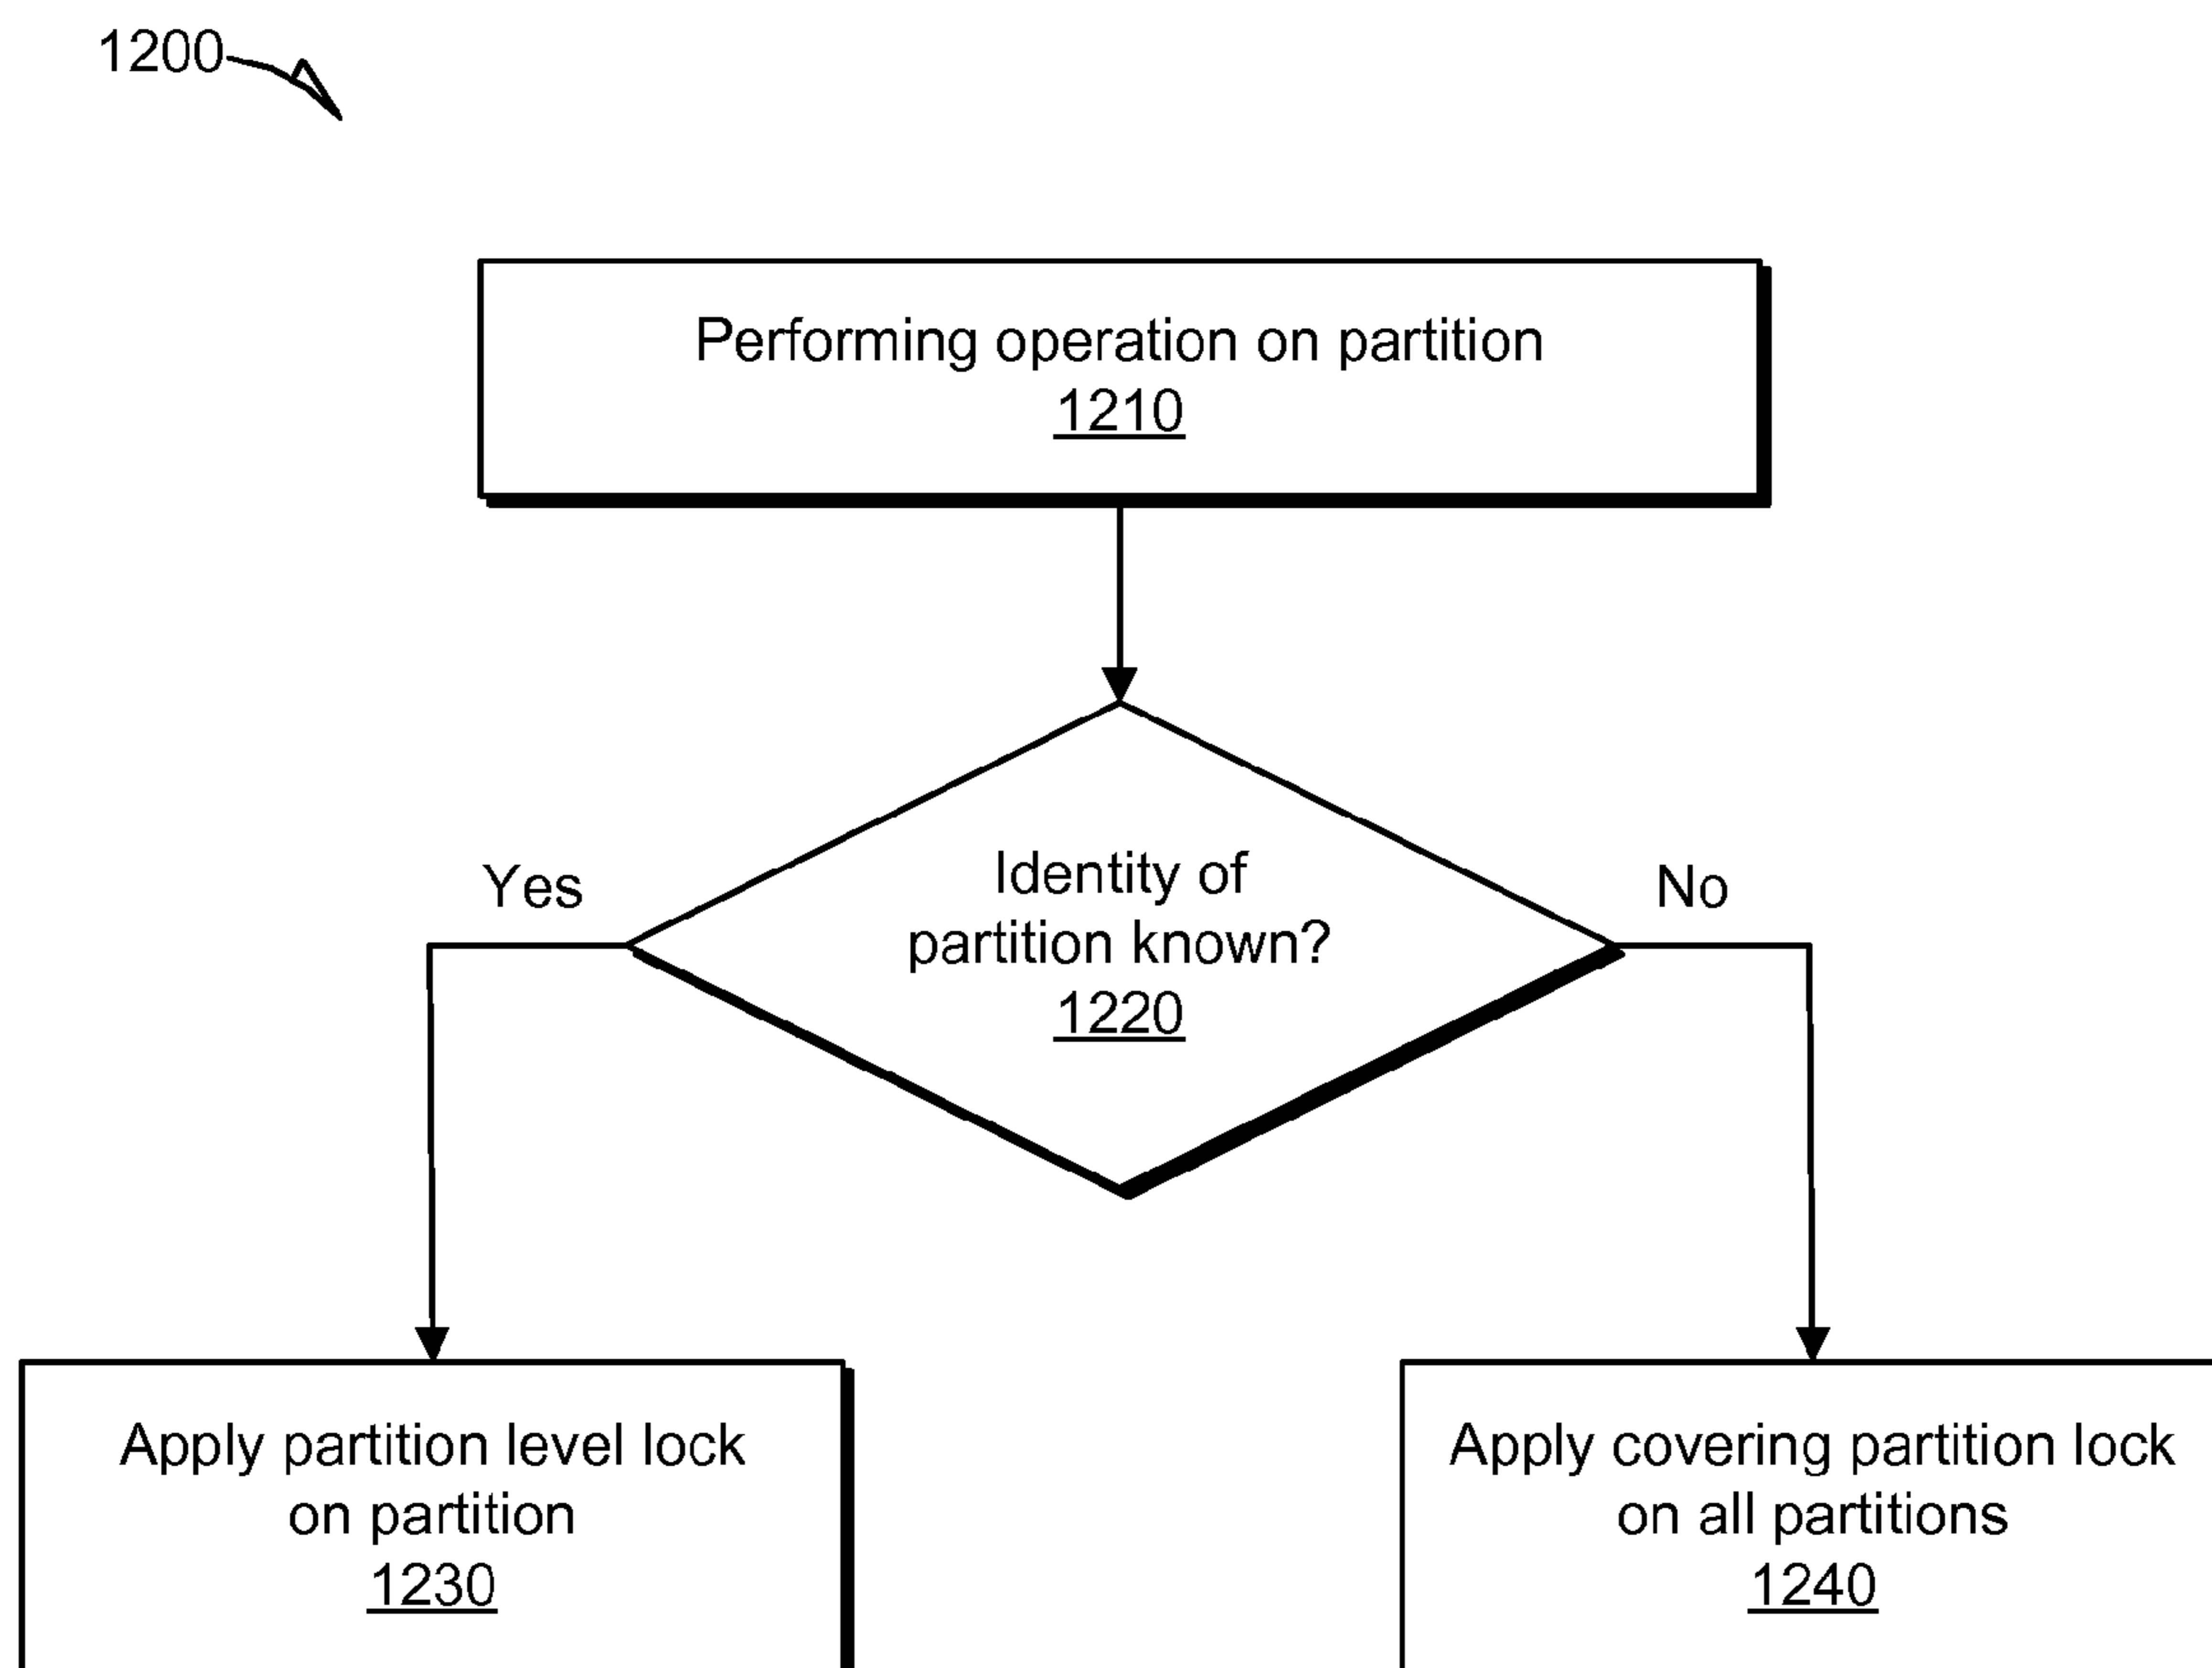 1200
Performing operation on partition
1210
Identity of
partition known?
1220
Yes
No
Apply partition level lock
on partition
1230
Apply covering partition lock
on all partitions
1240